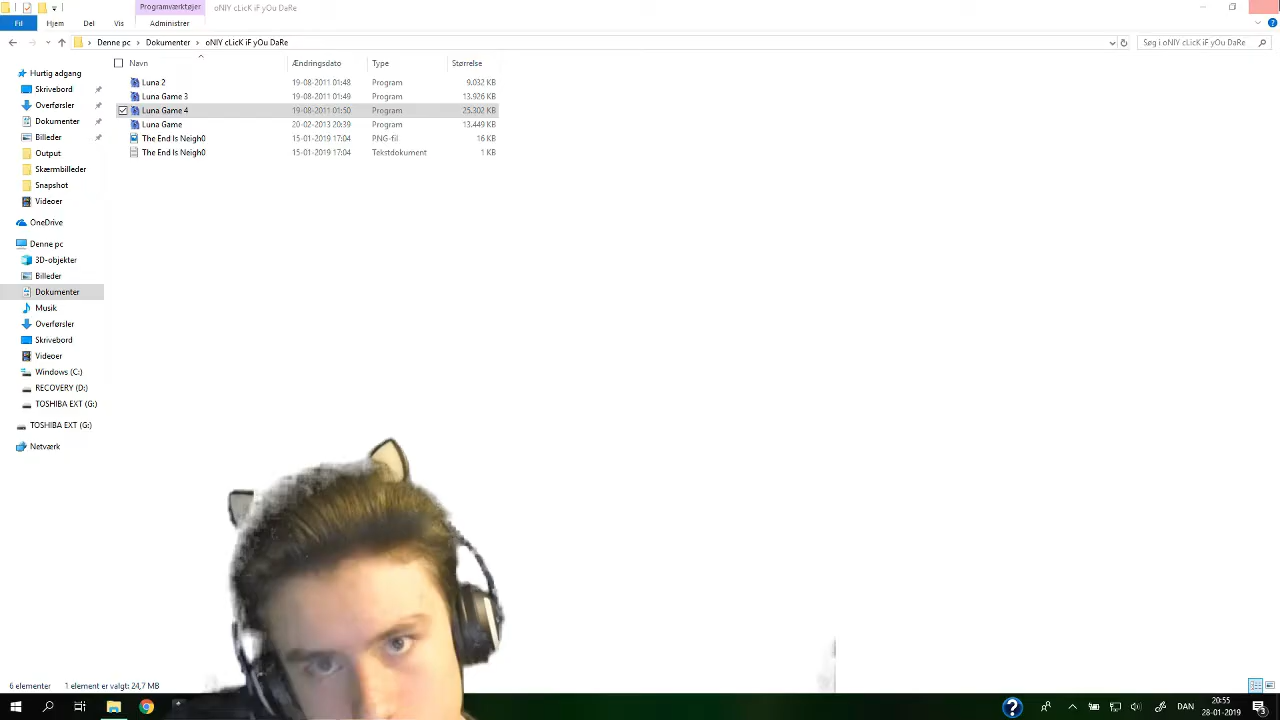 Programværktøjer oNlY cLicK iF yOu DaRe
Fil Hjem Del Vis Administrer
Denne pc Dokumenter oNlY cLicK iF yOu DaRe Søg i oNlY cLicK iF yOu DaRe
Navn Ændringsdato Type Størrelse
Luna 2 19-08-2011 01:48 Program 9.032 KB
Luna Game 3 19-08-2011 01:49 Program 13.926 KB
Luna Game 4 19-08-2011 01:50 Program 25.302 KB
Luna Game 20-02-2013 20:39 Program 13.449 KB
The End Is Neigh0 15-01-2019 17:04 PNG-fil 16 KB
The End Is Neigh0 15-01-2019 17:04 Tekstdokument 1 KB
Hurtig adgang
Skrivebord
Overførsler
Dokumenter
Billeder
Output
Skærmbilleder
Snapshot
Videoer
OneDrive
Denne pc
3D-objekter
Billeder
Dokumenter
Musik
Overførsler
Skrivebord
Videoer
Windows (C:)
RECOVERY (D:)
TOSHIBA EXT (G:)
TOSHIBA EXT (G:)
Netværk
6 elementer 1 element er valgt: 24,7 MB
DAN 20:55
28-01-2019